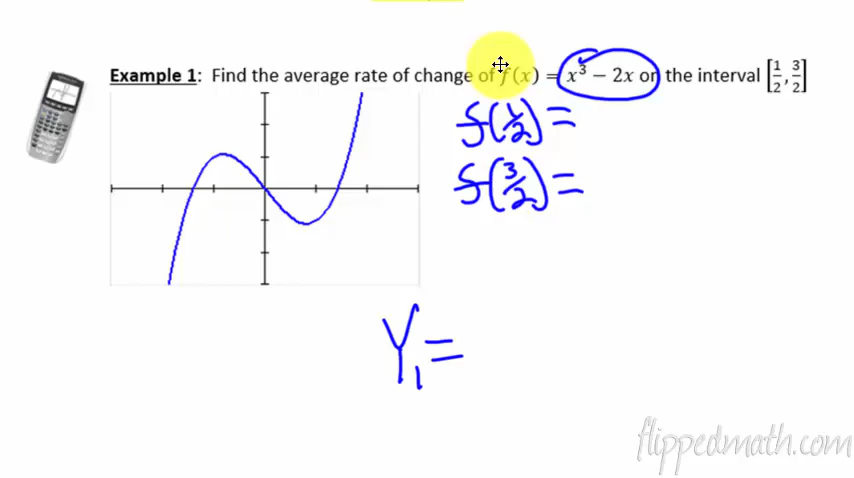 Example 1: Find the average rate of change of f(x) = x³ − 2x on the interval [1/2, 3/2]
f(1/2) =
f(3/2) =
Y₁ =
flippedmath.com